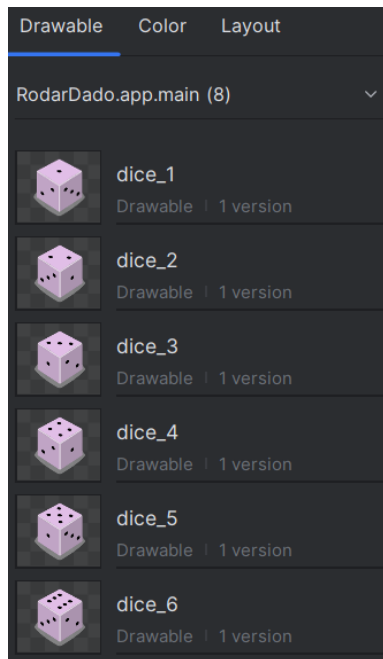 Drawable Color Layout
RodarDado.app.main (8)
dice_1
Drawable | 1 version
dice_2
Drawable | 1 version
dice_3
Drawable | 1 version
dice_4
Drawable | 1 version
dice_5
Drawable | 1 version
dice_6
Drawable | 1 version